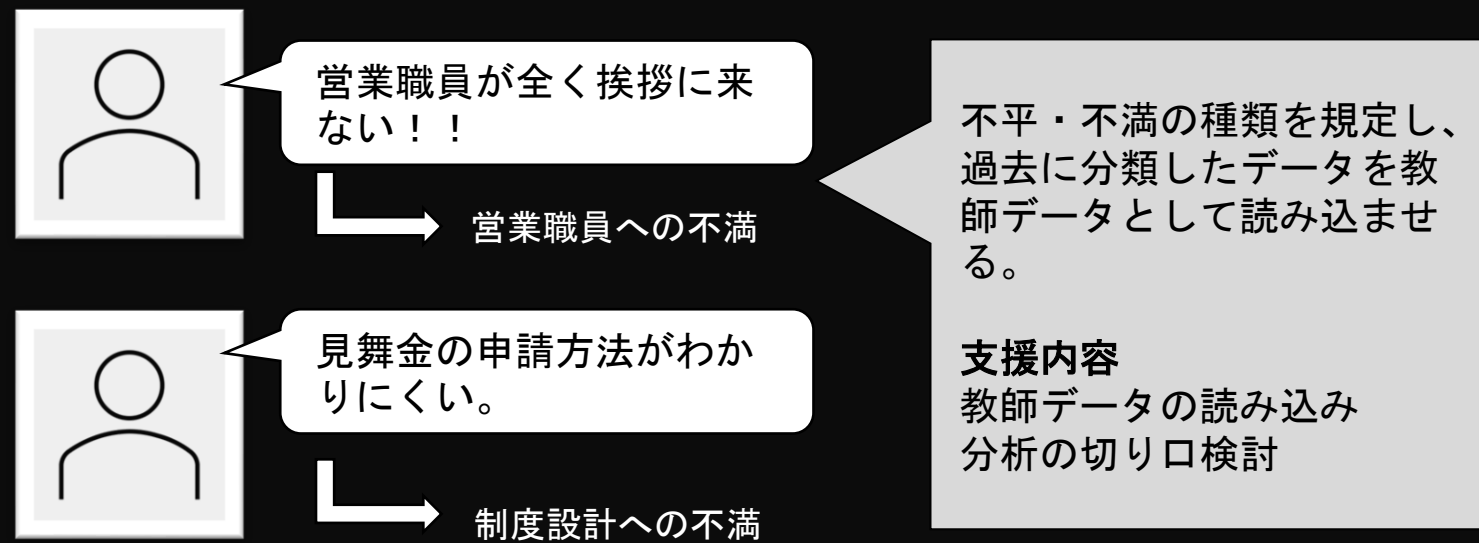 営業職員が全く挨拶に来
ない！！
営業職員への不満
見舞金の申請方法がわか
りにくい。
制度設計への不満
不平・不満の種類を規定し、
過去に分類したデータを教
師データとして読み込ませ
る。
支援内容
教師データの読み込み
分析の切り口検討